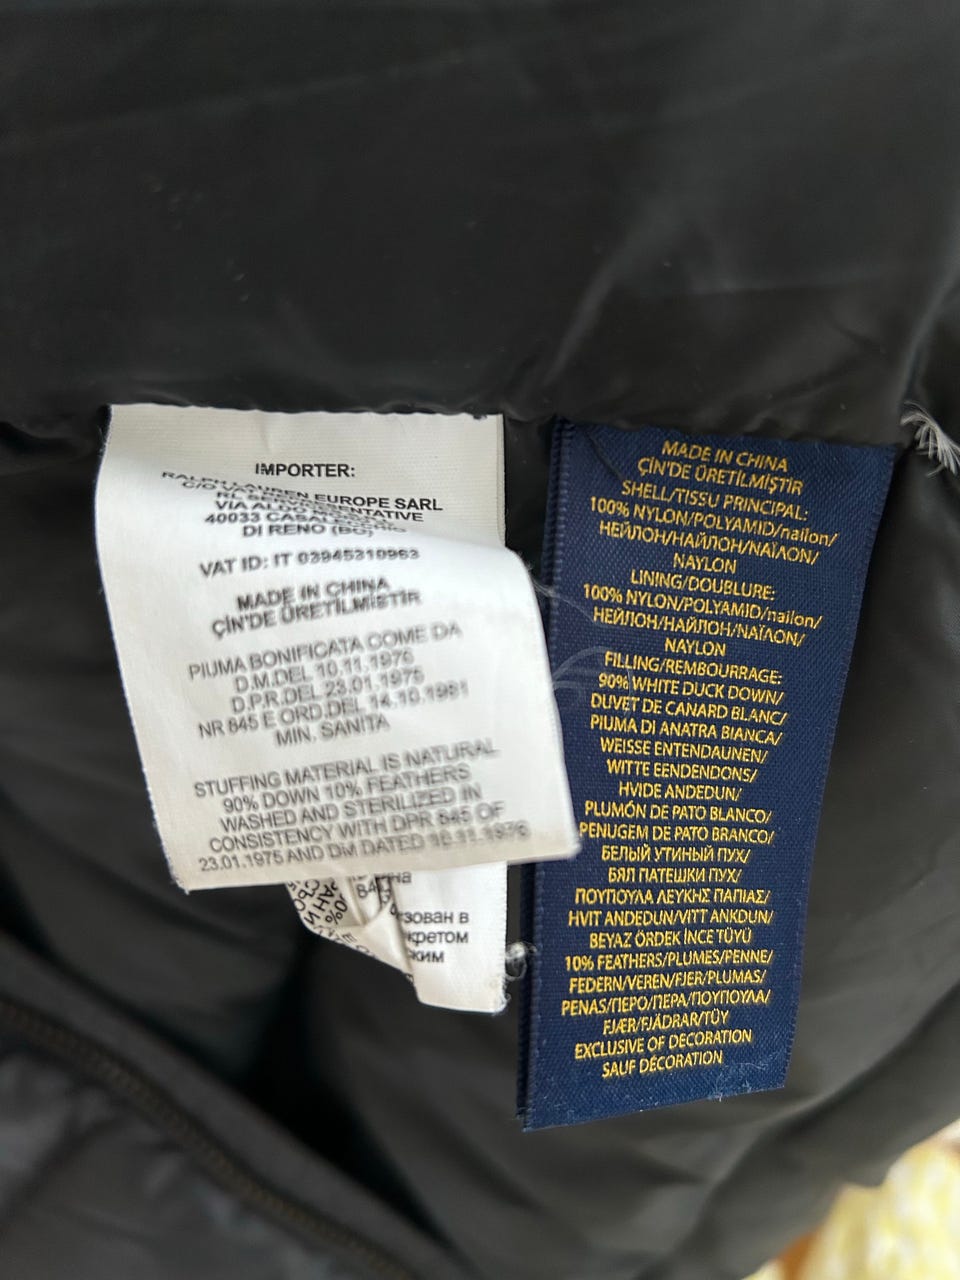 IMPORTER:
RALPH LAUREN EUROPE SARL
C/O
RL REPRESENTATIVE
VIA
40033
DI RENO (BO)
VAT ID: IT 03945310963
MADE IN CHINA
ÇİN'DE ÜRETİLMİŞTİR
PIUMA BONIFICATA COME DA
D.M.DEL 10.11.1976
D.P.R.DEL 23.01.1975
NR 845 E ORD.DEL 14.10.1981
MIN. SANITA
STUFFING MATERIAL IS NATURAL
90% DOWN 10% FEATHERS
WASHED AND STERILIZED IN
CONSISTENCY WITH DPR 845 OF
23.01.1975 AND DM DATED 10.11.1976
MADE IN CHINA
ÇİN'DE ÜRETİLMİŞTİR
SHELL/TISSU PRINCIPAL:
100% NYLON/POLYAMID/nailon/
НЕЙЛОН/НАЙЛОН/ΝΑΪΛΟΝ/
NAYLON
LINING/DOUBLURE:
100% NYLON/POLYAMID/nailon/
НЕЙЛОН/НАЙЛОН/ΝΑΪΛΟΝ/
NAYLON
FILLING/REMBOURRAGE:
90% WHITE DUCK DOWN/
DUVET DE CANARD BLANC/
PIUMA DI ANATRA BIANCA/
WEISSE ENTENDAUNEN/
WITTE EENDENDONS/
HVIDE ANDEDUN/
PLUMÓN DE PATO BLANCO/
PENUGEM DE PATO BRANCO/
БЕЛЫЙ УТИНЫЙ ПУХ/
БЯЛ ПАТЕШКИ ПУХ/
ΠΟΥΠΟΥΛΑ ΛΕΥΚΗΣ ΠΑΠΙΑΣ/
HVIT ANDEDUN/VITT ANKDUN/
BEYAZ ÖRDEK İNCE TÜYÜ
10% FEATHERS/PLUMES/PENNE/
FEDERN/VEREN/FJER/PLUMAS/
PENAS/ПЕРО/ПЕРА/ΠΟΥΠΟΥΛΑ/
FJÆR/FJÄDRAR/TÜY
EXCLUSIVE OF DECORATION
SAUF DÉCORATION